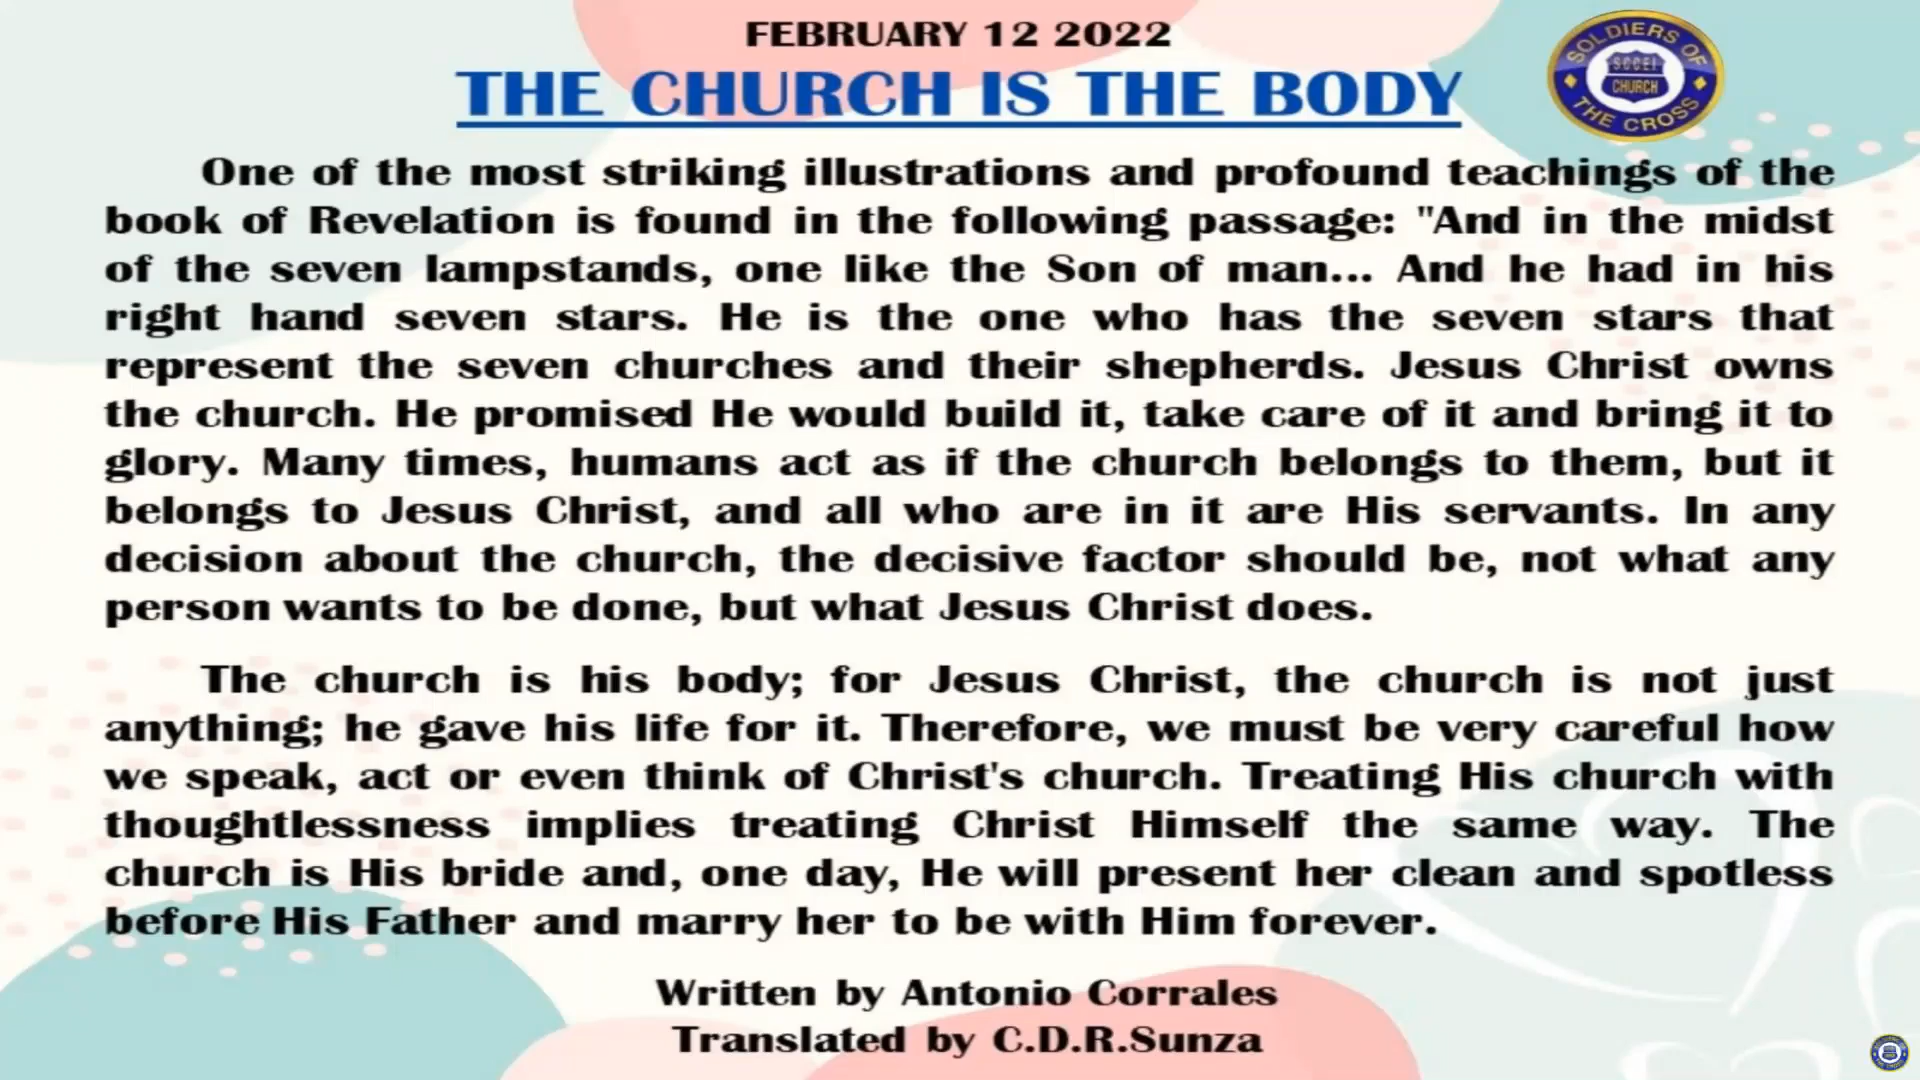 FEBRUARY 12 2022
THE CHURCH IS THE BODY
SOLDIERS OF
SCCEI
CHURCH
THE CROSS
One of the most striking illustrations and profound teachings of the
book of Revelation is found in the following passage: "And in the midst
of the seven lampstands, one like the Son of man... And he had in his
right hand seven stars. He is the one who has the seven stars that
represent the seven churches and their shepherds. Jesus Christ owns
the church. He promised He would build it, take care of it and bring it to
glory. Many times, humans act as if the church belongs to them, but it
belongs to Jesus Christ, and all who are in it are His servants. In any
decision about the church, the decisive factor should be, not what any
person wants to be done, but what Jesus Christ does.
The church is his body; for Jesus Christ, the church is not just
anything; he gave his life for it. Therefore, we must be very careful how
we speak, act or even think of Christ's church. Treating His church with
thoughtlessness implies treating Christ Himself the same way. The
church is His bride and, one day, He will present her clean and spotless
before His Father and marry her to be with Him forever.
Written by Antonio Corrales
Translated by C.D.R.Sunza